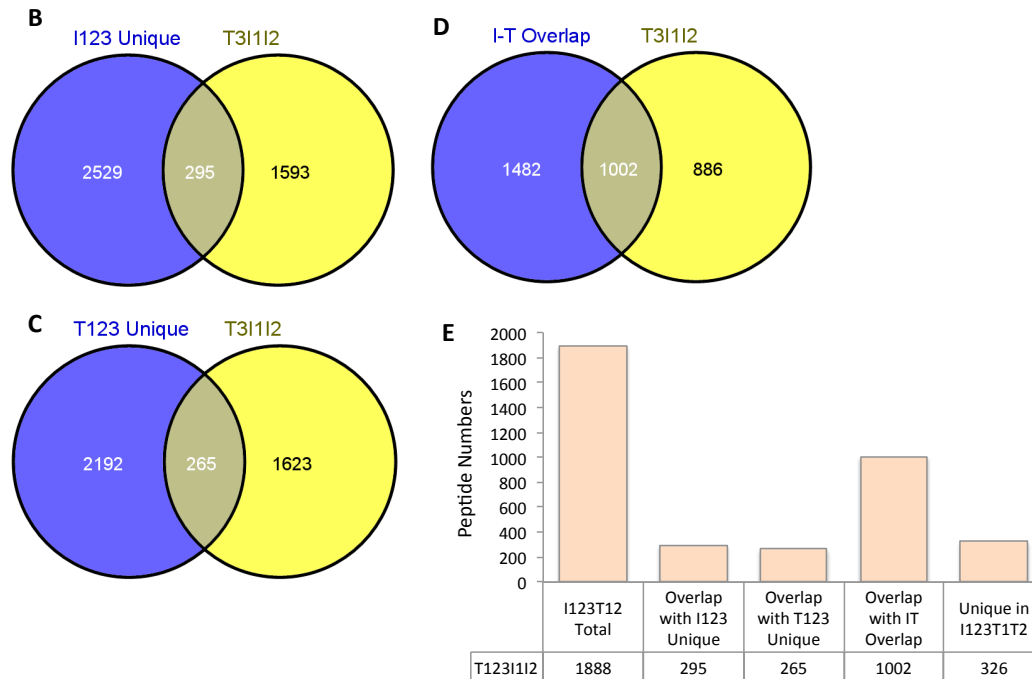 B
I123 Unique
T3I1I2
2529
295
1593
D
I-T Overlap
T3I1I2
1482
1002
886
C
T123 Unique
T3I1I2
2192
265
1623
E
Peptide Numbers
2000
1800
1600
1400
1200
1000
800
600
400
200
0
I123T12
Total
Overlap
with I123
Unique
Overlap
with T123
Unique
Overlap
with IT
Overlap
Unique in
I123T1T2
T123I1I2 1888 295 265 1002 326